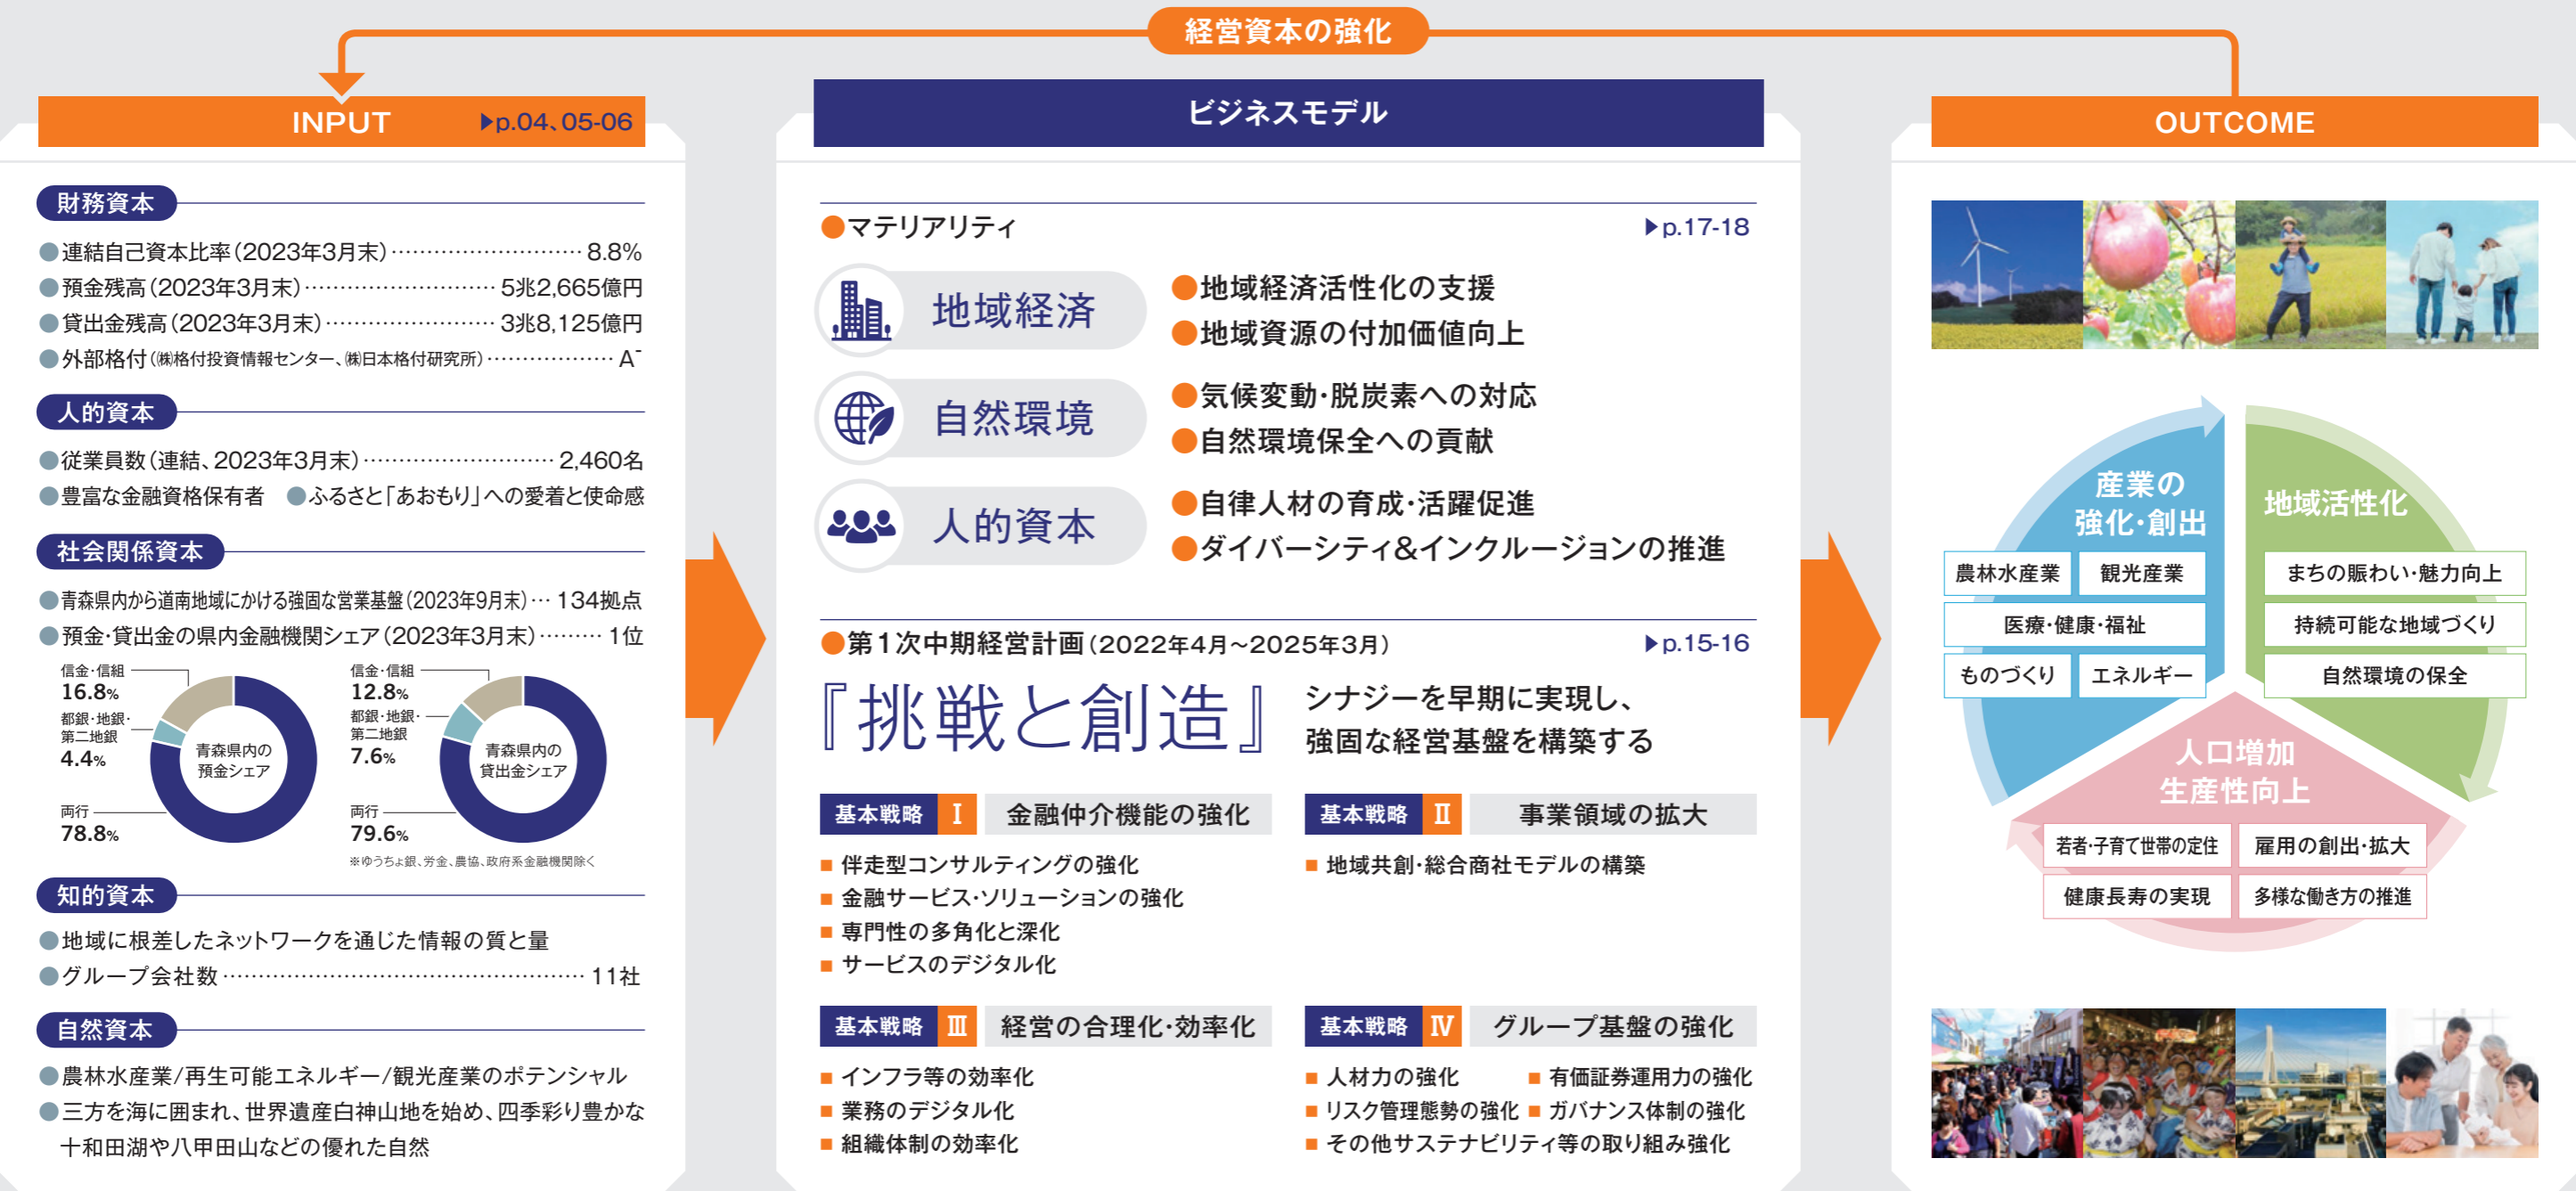 経営資本の強化
INPUT ▶p.04、05-06
財務資本
●連結自己資本比率（2023年3月末）………………………8.8%
●預金残高（2023年3月末）………………………5兆2,665億円
●貸出金残高（2023年3月末）……………………3兆8,125億円
●外部格付（㈱格付投資情報センター、㈱日本格付研究所）………………A⁻
人的資本
●従業員数（連結、2023年3月末）………………………2,460名
●豊富な金融資格保有者 ●ふるさと「あおもり」への愛着と使命感
社会関係資本
●青森県内から道南地域にかける強固な営業基盤（2023年9月末）…134拠点
●預金・貸出金の県内金融機関シェア（2023年3月末）………1位
信金・信組
16.8%
都銀・地銀・
第二地銀
4.4%
両行
78.8%
青森県内の
預金シェア
信金・信組
12.8%
都銀・地銀・
第二地銀
7.6%
両行
79.6%
青森県内の
貸出金シェア
※ゆうちょ銀、労金、農協、政府系金融機関除く
知的資本
●地域に根差したネットワークを通じた情報の質と量
●グループ会社数……………………………………………11社
自然資本
●農林水産業/再生可能エネルギー/観光産業のポテンシャル
●三方を海に囲まれ、世界遺産白神山地を始め、四季彩り豊かな
十和田湖や八甲田山などの優れた自然
ビジネスモデル
●マテリアリティ ▶p.17-18
地域経済
●地域経済活性化の支援
●地域資源の付加価値向上
自然環境
●気候変動・脱炭素への対応
●自然環境保全への貢献
人的資本
●自律人材の育成・活躍促進
●ダイバーシティ&インクルージョンの推進
●第1次中期経営計画（2022年4月～2025年3月） ▶p.15-16
『挑戦と創造』
シナジーを早期に実現し、
強固な経営基盤を構築する
基本戦略 Ⅰ 金融仲介機能の強化
■ 伴走型コンサルティングの強化
■ 金融サービス・ソリューションの強化
■ 専門性の多角化と深化
■ サービスのデジタル化
基本戦略 Ⅱ 事業領域の拡大
■ 地域共創・総合商社モデルの構築
基本戦略 Ⅲ 経営の合理化・効率化
■ インフラ等の効率化
■ 業務のデジタル化
■ 組織体制の効率化
基本戦略 Ⅳ グループ基盤の強化
■ 人材力の強化 ■ 有価証券運用力の強化
■ リスク管理態勢の強化 ■ ガバナンス体制の強化
■ その他サステナビリティ等の取り組み強化
OUTCOME
産業の
強化・創出
農林水産業 観光産業
医療・健康・福祉
ものづくり エネルギー
地域活性化
まちの賑わい・魅力向上
持続可能な地域づくり
自然環境の保全
人口増加
生産性向上
若者・子育て世帯の定住 雇用の創出・拡大
健康長寿の実現 多様な働き方の推進